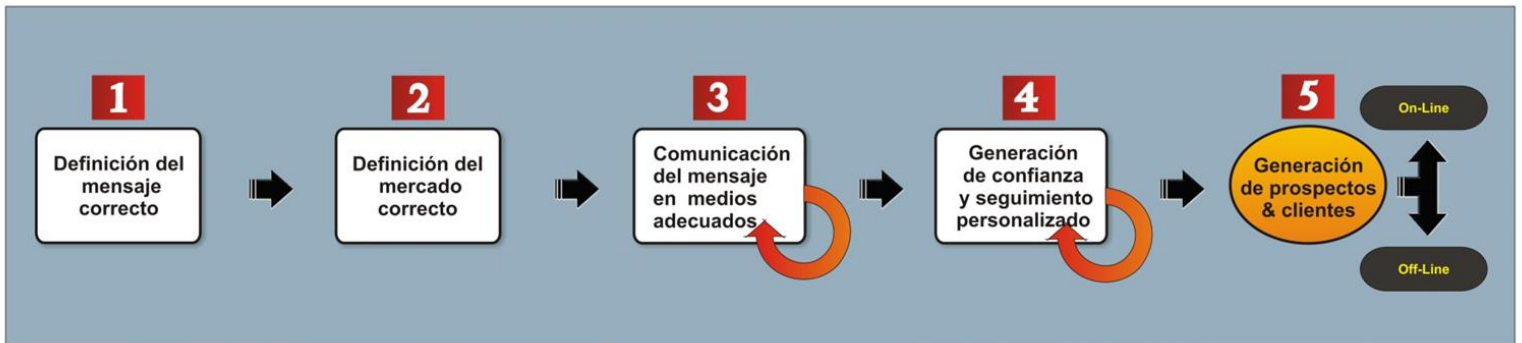 1
Definición del
mensaje
correcto
2
Definición del
mercado
correcto
3
Comunicación
del mensaje
en medios
adecuados
4
Generación
de confianza
y seguimiento
personalizado
5
Generación
de prospectos
& clientes
On-Line
Off-Line